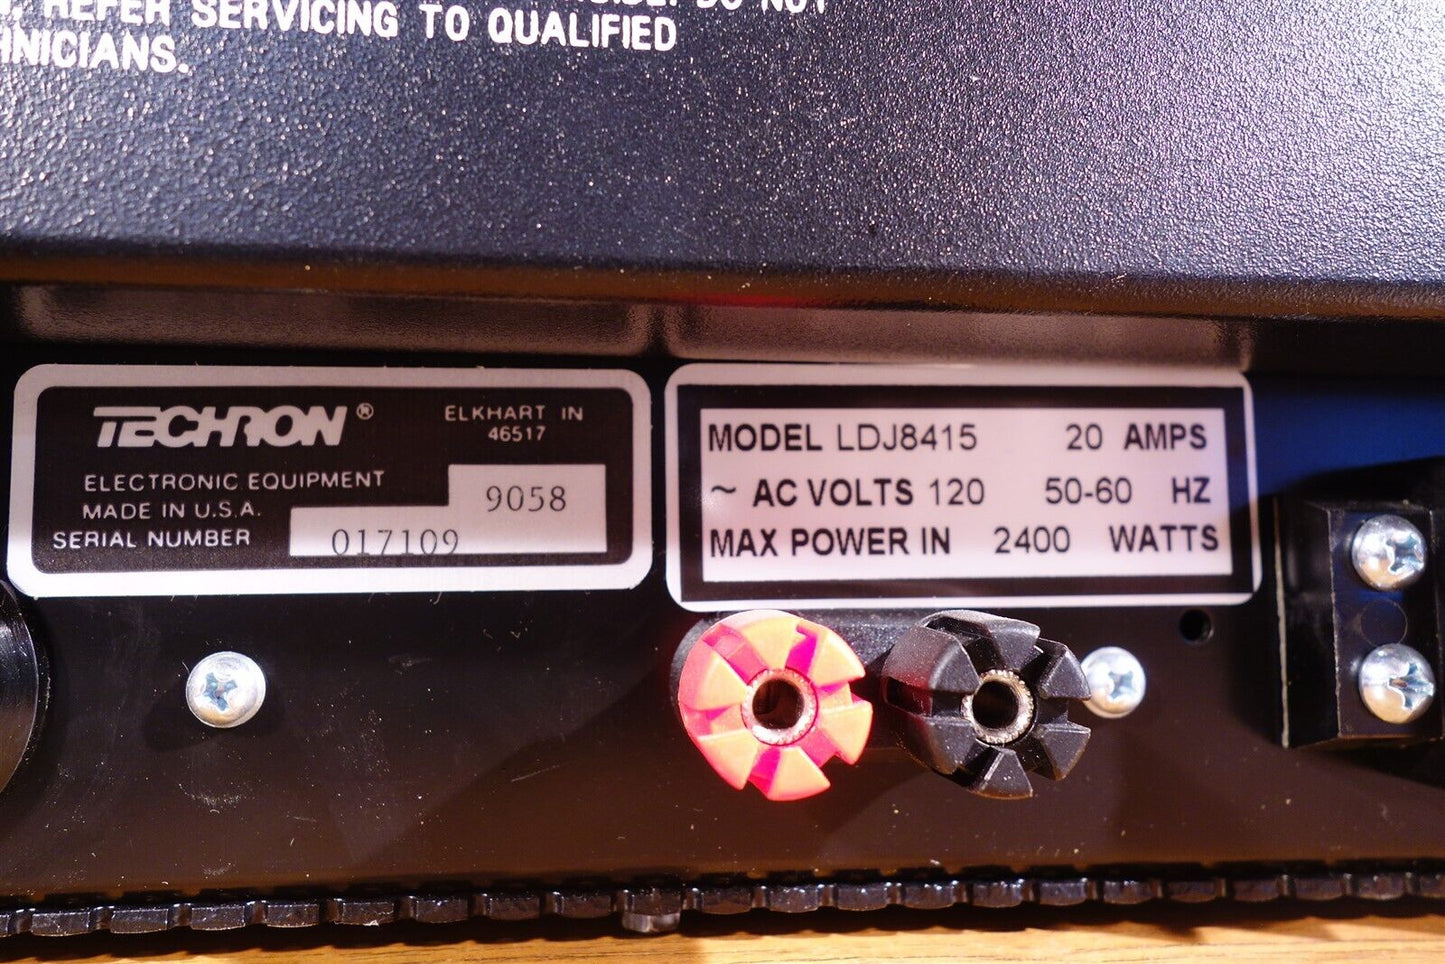 REFER SERVICING TO QUALIFIED
HNICIANS.
TECHRON®
ELKHART IN
46517
ELECTRONIC EQUIPMENT
MADE IN U.S.A.
9058
SERIAL NUMBER 017109
MODEL LDJ8415 20 AMPS
~ AC VOLTS 120 50-60 HZ
MAX POWER IN 2400 WATTS